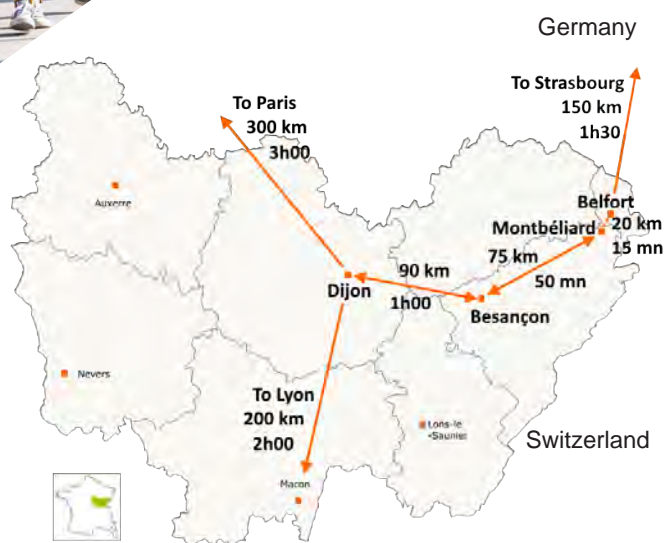 Germany
To Strasbourg
150 km
1h30
To Paris
300 km
3h00
Auxerre
Belfort
20 km
15 mn
Montbéliard
75 km
50 mn
90 km
1h00
Dijon
Besançon
Nevers
To Lyon
200 km
2h00
Lons-le
-Saunier
Switzerland
Macon